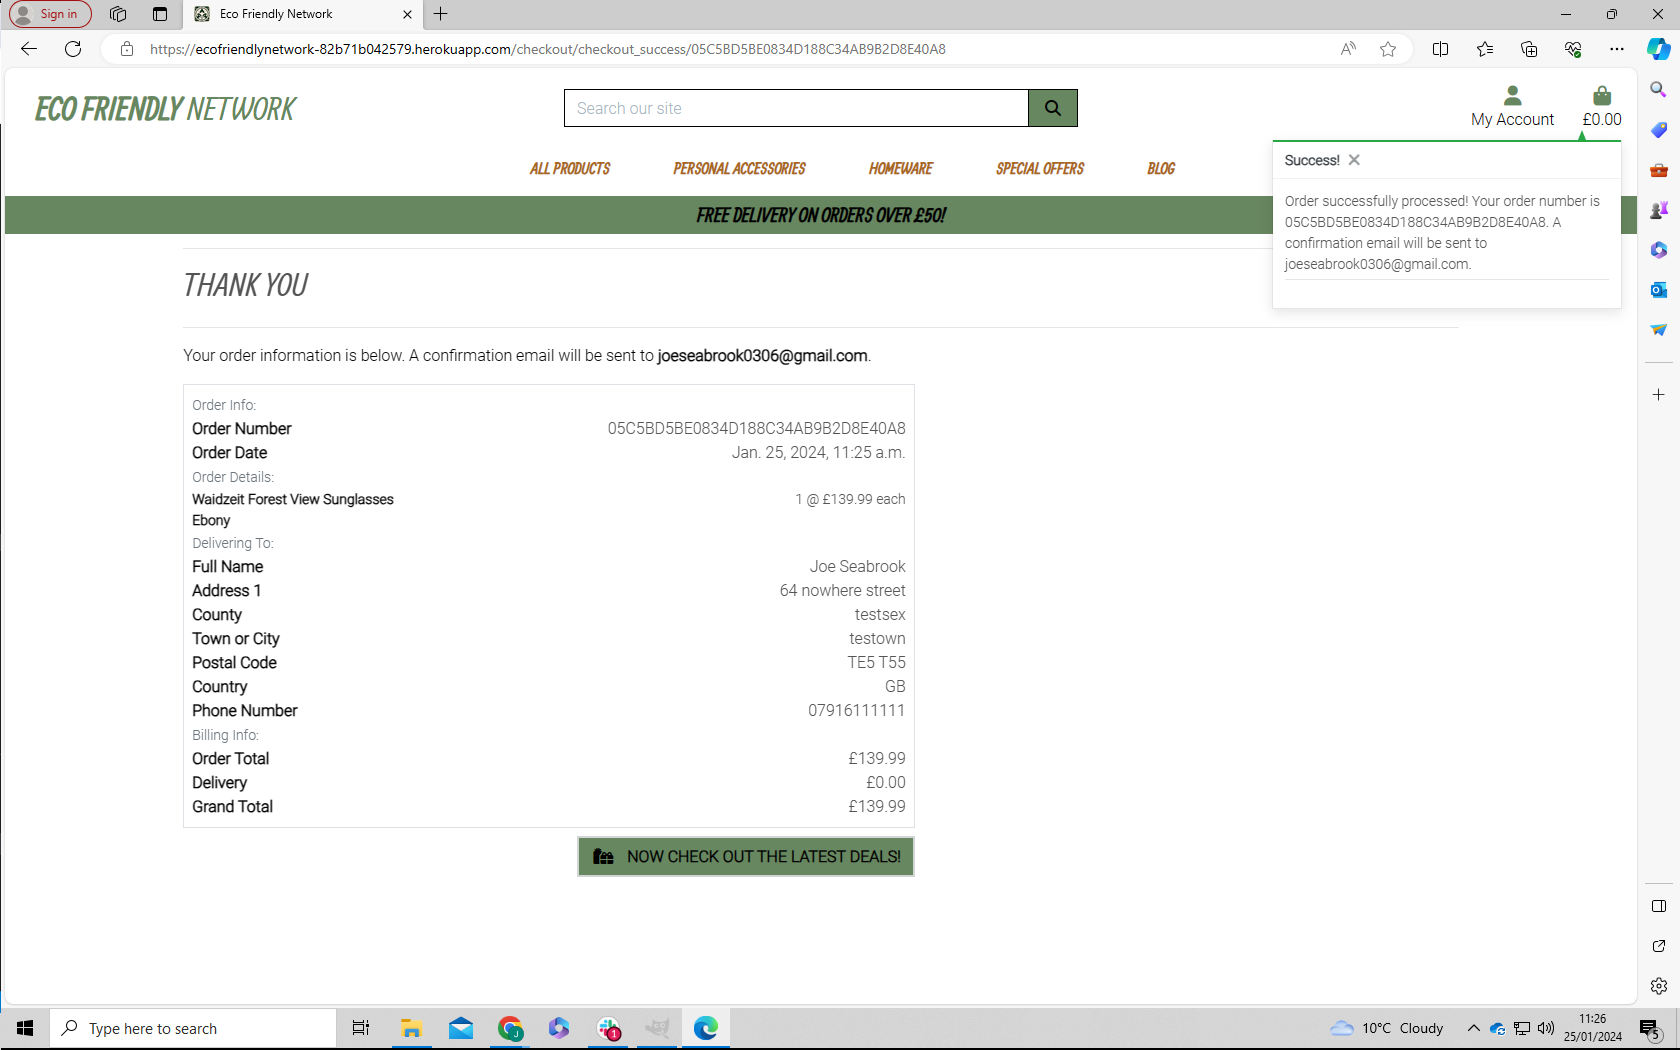 Sign in
Eco Friendly Network
https://ecofriendlynetwork-82b71b042579.herokuapp.com/checkout/checkout_success/05C5BD5BE0834D188C34AB9B2D8E40A8
ECO FRIENDLY NETWORK
Search our site
My Account
£0.00
ALL PRODUCTS PERSONAL ACCESSORIES HOMEWARE SPECIAL OFFERS BLOG
FREE DELIVERY ON ORDERS OVER £50!
Success!
Order successfully processed! Your order number is
05C5BD5BE0834D188C34AB9B2D8E40A8. A
confirmation email will be sent to
joeseabrook0306@gmail.com.
THANK YOU
Your order information is below. A confirmation email will be sent to joeseabrook0306@gmail.com.
Order Info:
Order Number 05C5BD5BE0834D188C34AB9B2D8E40A8
Order Date Jan. 25, 2024, 11:25 a.m.
Order Details:
Waidzeit Forest View Sunglasses 1 @ £139.99 each
Ebony
Delivering To:
Full Name Joe Seabrook
Address 1 64 nowhere street
County testsex
Town or City testown
Postal Code TE5 T55
Country GB
Phone Number 07916111111
Billing Info:
Order Total £139.99
Delivery £0.00
Grand Total £139.99
NOW CHECK OUT THE LATEST DEALS!
Type here to search
J
1
10°C Cloudy
11:26
25/01/2024
5